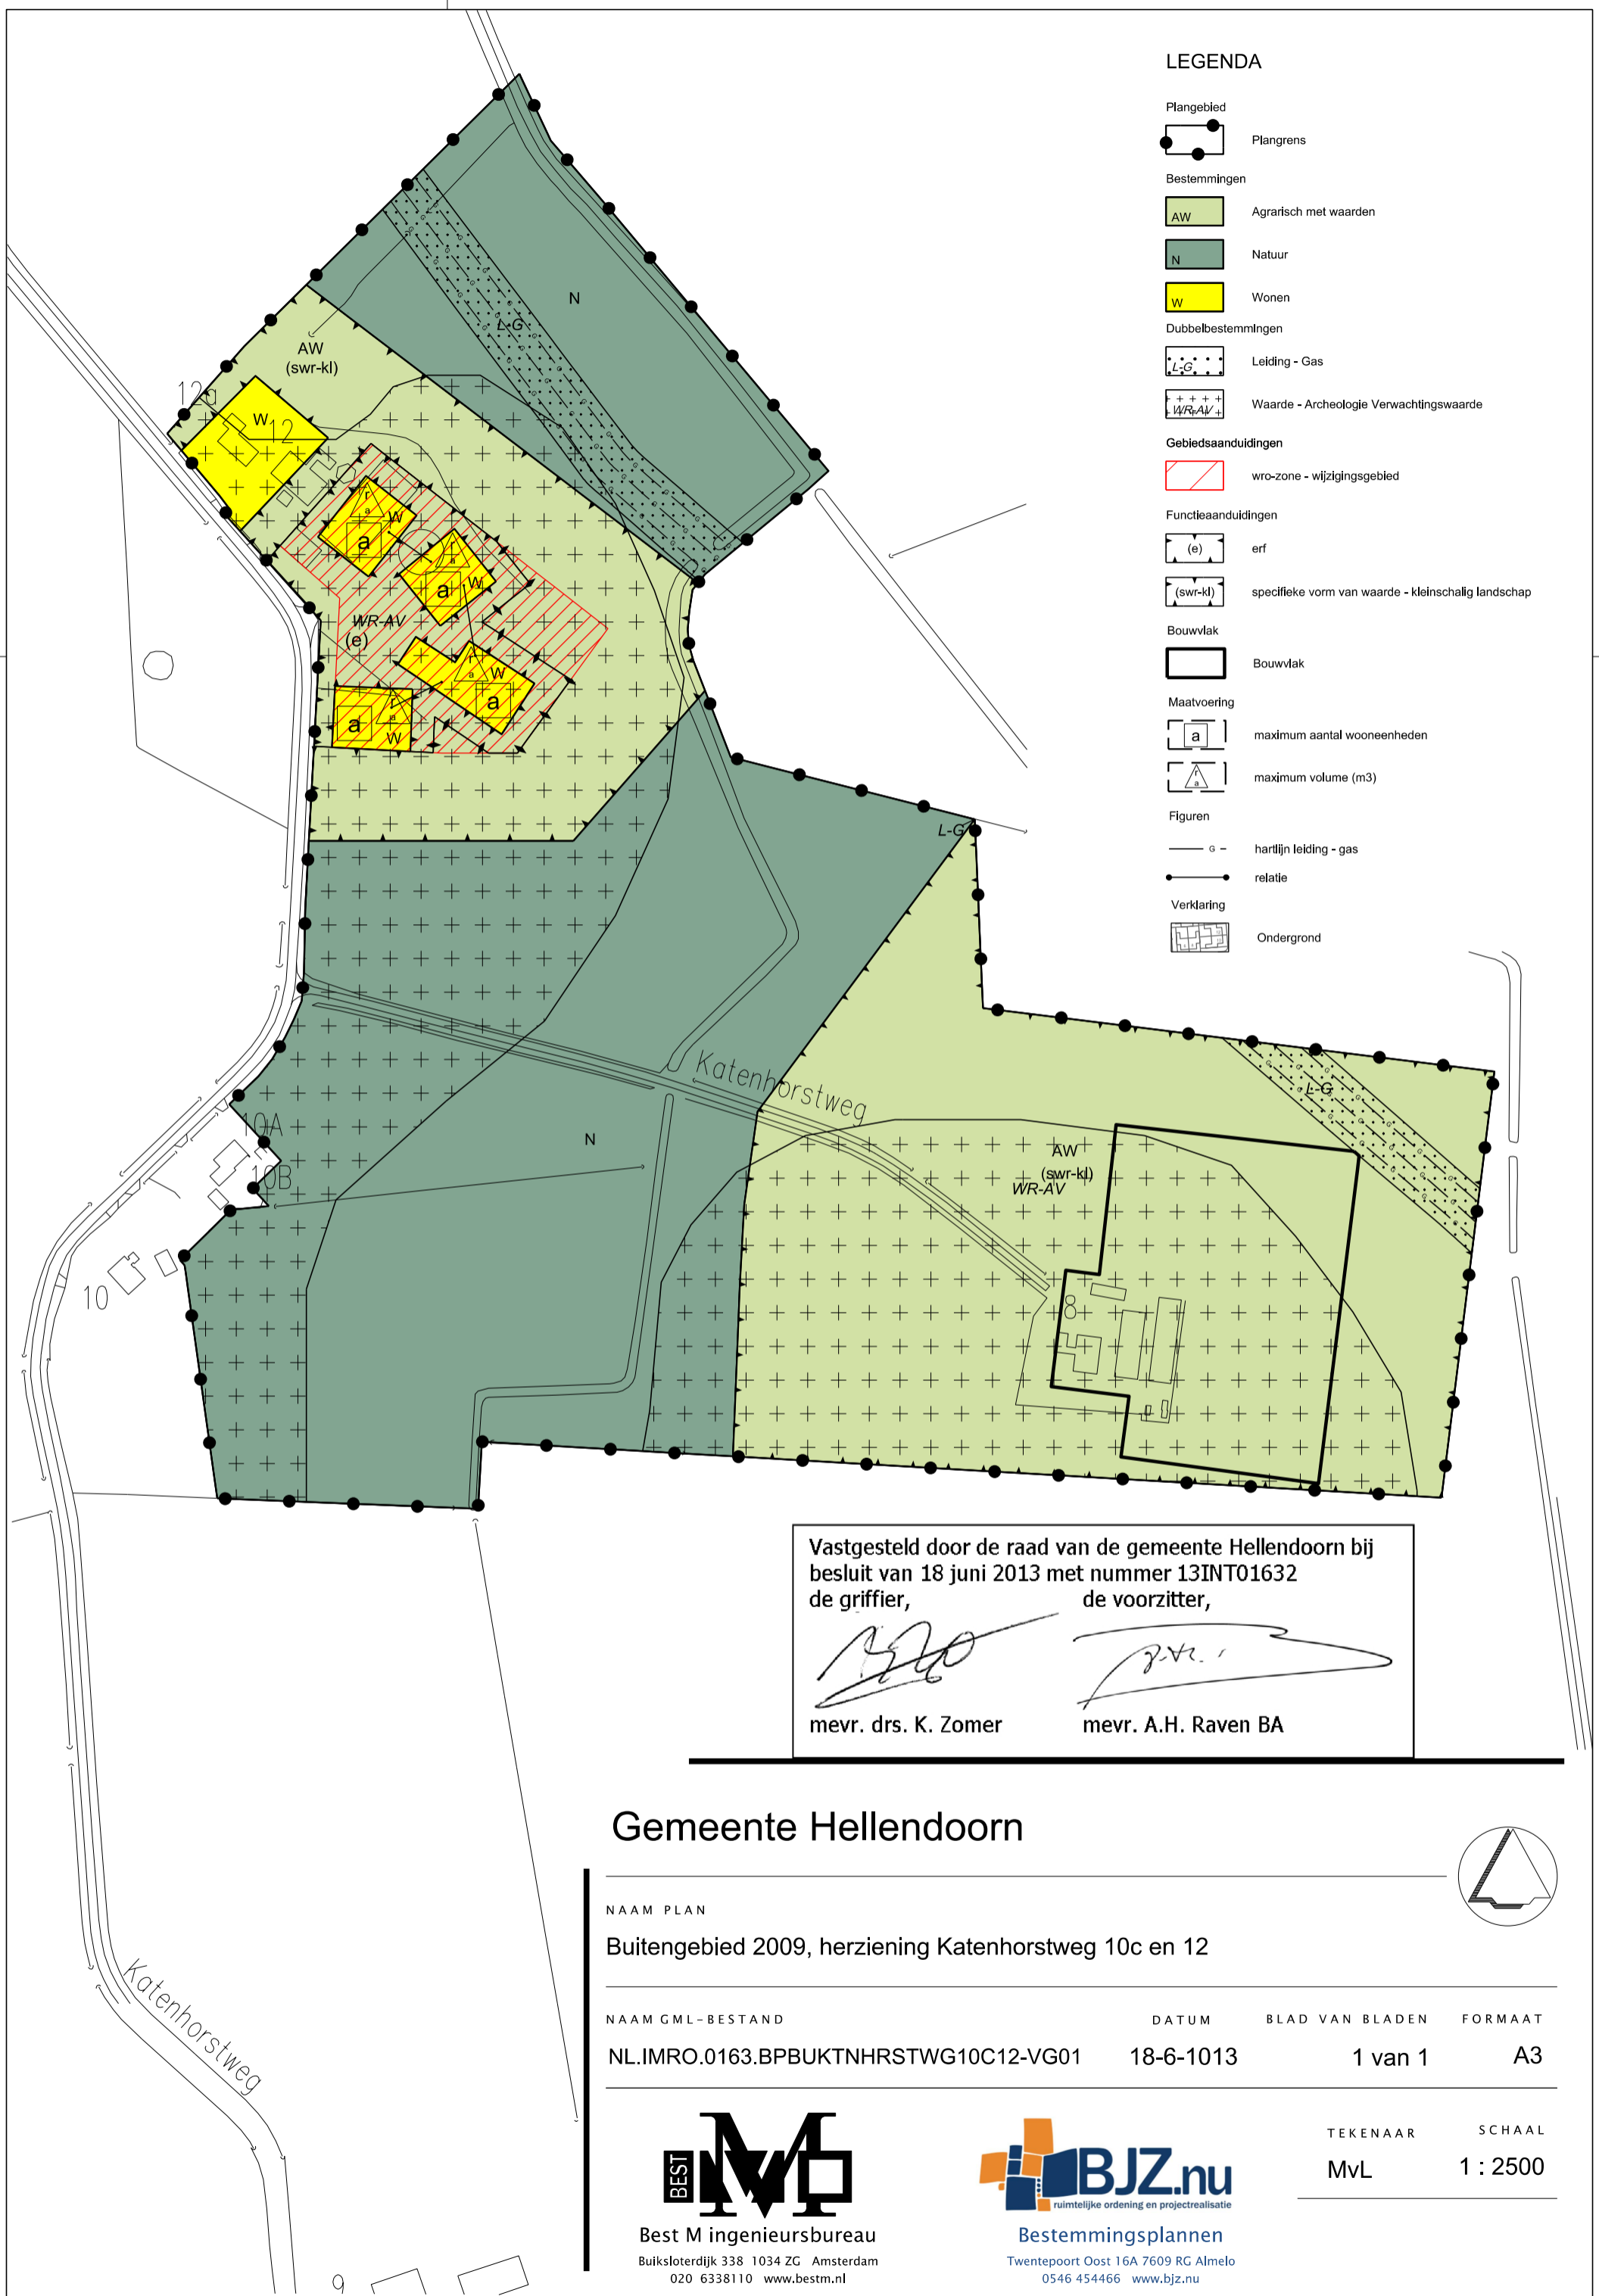 LEGENDA
Plangebied
Plangrens
Bestemmingen
AW Agrarisch met waarden
N Natuur
W Wonen
Dubbelbestemmingen
L-G Leiding - Gas
WR-AV Waarde - Archeologie Verwachtingswaarde
Gebiedsaanduidingen
wro-zone - wijzigingsgebied
Functieaanduidingen
(e) erf
(swr-kl) specifieke vorm van waarde - kleinschalig landschap
Bouwvlak
Bouwvlak
Maatvoering
a maximum aantal wooneenheden
r a maximum volume (m3)
Figuren
G hartlijn leiding - gas
relatie
Verklaring
Ondergrond
N
L-G
AW
(swr-kl)
12a
W
12
r
a
W
a
r
a
W
a
WR-AV
(e)
r
a
W
a
r
a
W
a
L-G
Katenhorstweg
L-G
10A
10B
N
AW
(swr-kl)
WR-AV
10
Vastgesteld door de raad van de gemeente Hellendoorn bij
besluit van 18 juni 2013 met nummer 13INT01632
de griffier, de voorzitter,
mevr. drs. K. Zomer mevr. A.H. Raven BA
Gemeente Hellendoorn
NAAM PLAN
Buitengebied 2009, herziening Katenhorstweg 10c en 12
NAAM GML-BESTAND DATUM BLAD VAN BLADEN FORMAAT
NL.IMRO.0163.BPBUKTNHRSTWG10C12-VG01 18-6-1013 1 van 1 A3
TEKENAAR SCHAAL
MvL 1 : 2500
BEST M
Best M ingenieursbureau
Buiksloterdijk 338 1034 ZG Amsterdam
020 6338110 www.bestm.nl
BJZ.nu
ruimtelijke ordening en projectrealisatie
Bestemmingsplannen
Twentepoort Oost 16A 7609 RG Almelo
0546 454466 www.bjz.nu
Katenhorstweg
9